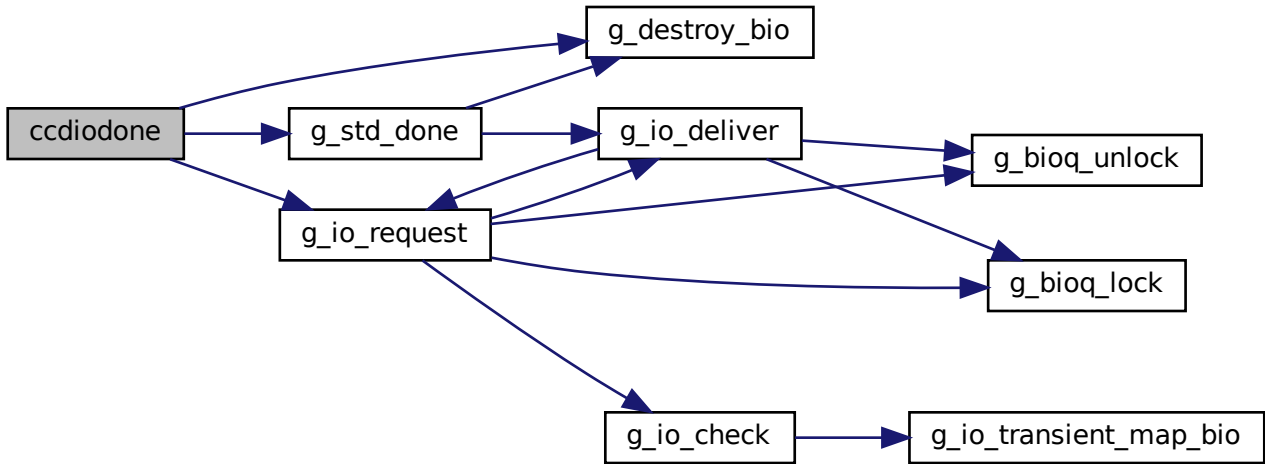 g_destroy_bio
ccdiodone
g_std_done
g_io_deliver
g_bioq_unlock
g_io_request
g_bioq_lock
g_io_check
g_io_transient_map_bio